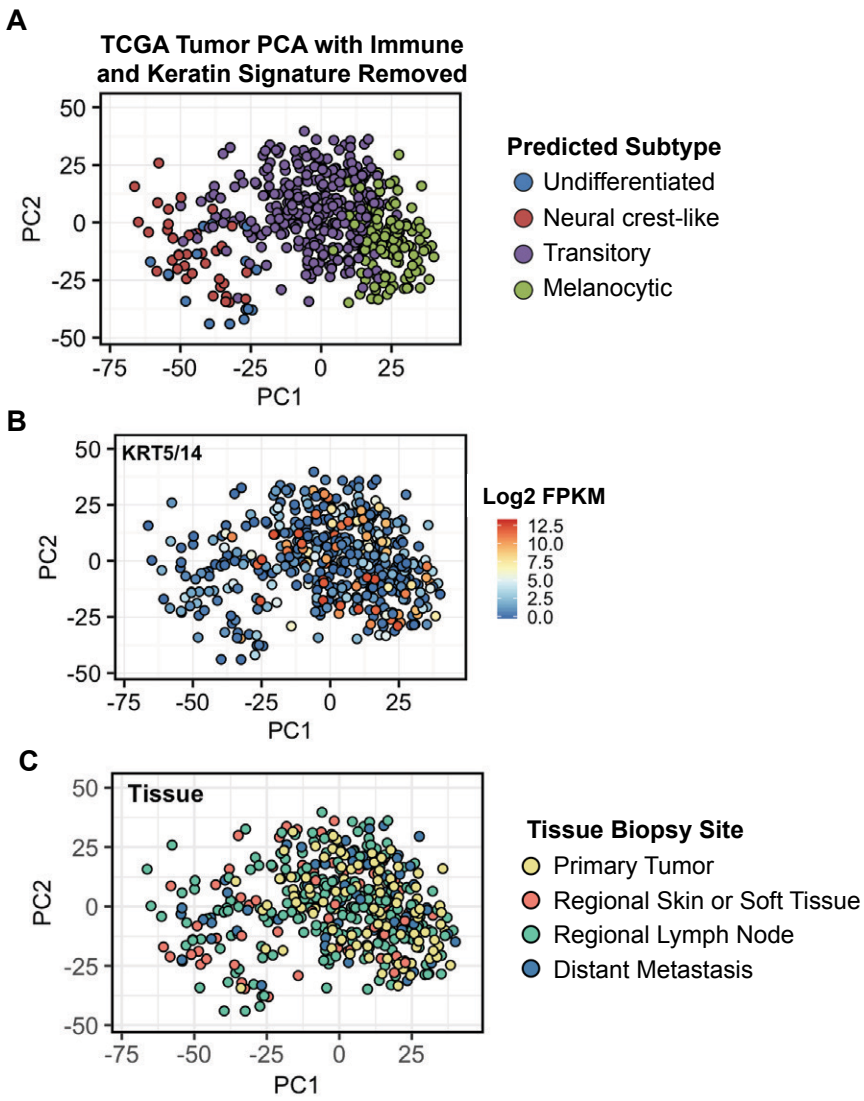 A
TCGA Tumor PCA with Immune
and Keratin Signature Removed
50
25
0
-25
-50
PC2
-75
-50
-25
0
25
PC1
Predicted Subtype
Undifferentiated
Neural crest-like
Transitory
Melanocytic
B
KRT5/14
50
25
0
-25
-50
PC2
-75
-50
-25
0
25
PC1
Log2 FPKM
12.5
10.0
7.5
5.0
2.5
0.0
C
Tissue
50
25
0
-25
-50
PC2
-75
-50
-25
0
25
PC1
Tissue Biopsy Site
Primary Tumor
Regional Skin or Soft Tissue
Regional Lymph Node
Distant Metastasis